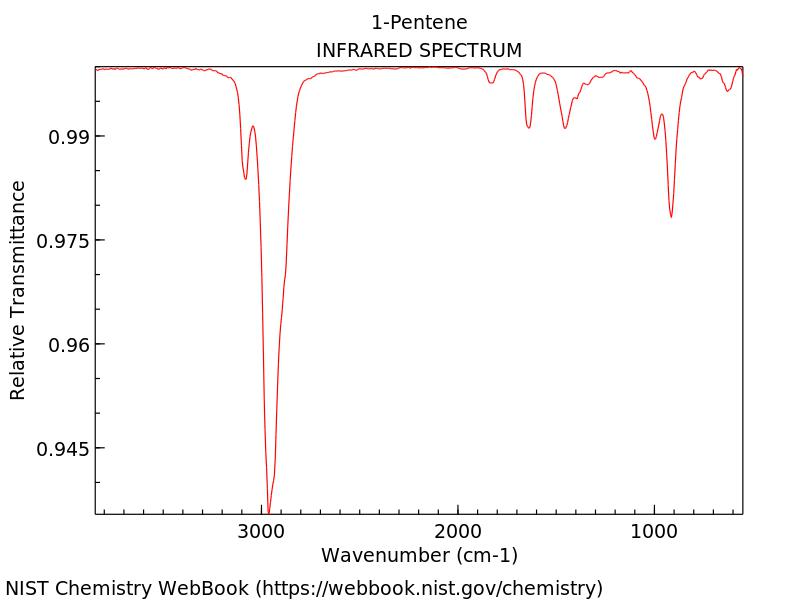 1-Pentene
INFRARED SPECTRUM
Relative Transmittance
0.99
0.975
0.96
0.945
3000 2000 1000
Wavenumber (cm-1)
NIST Chemistry WebBook (https://webbook.nist.gov/chemistry)